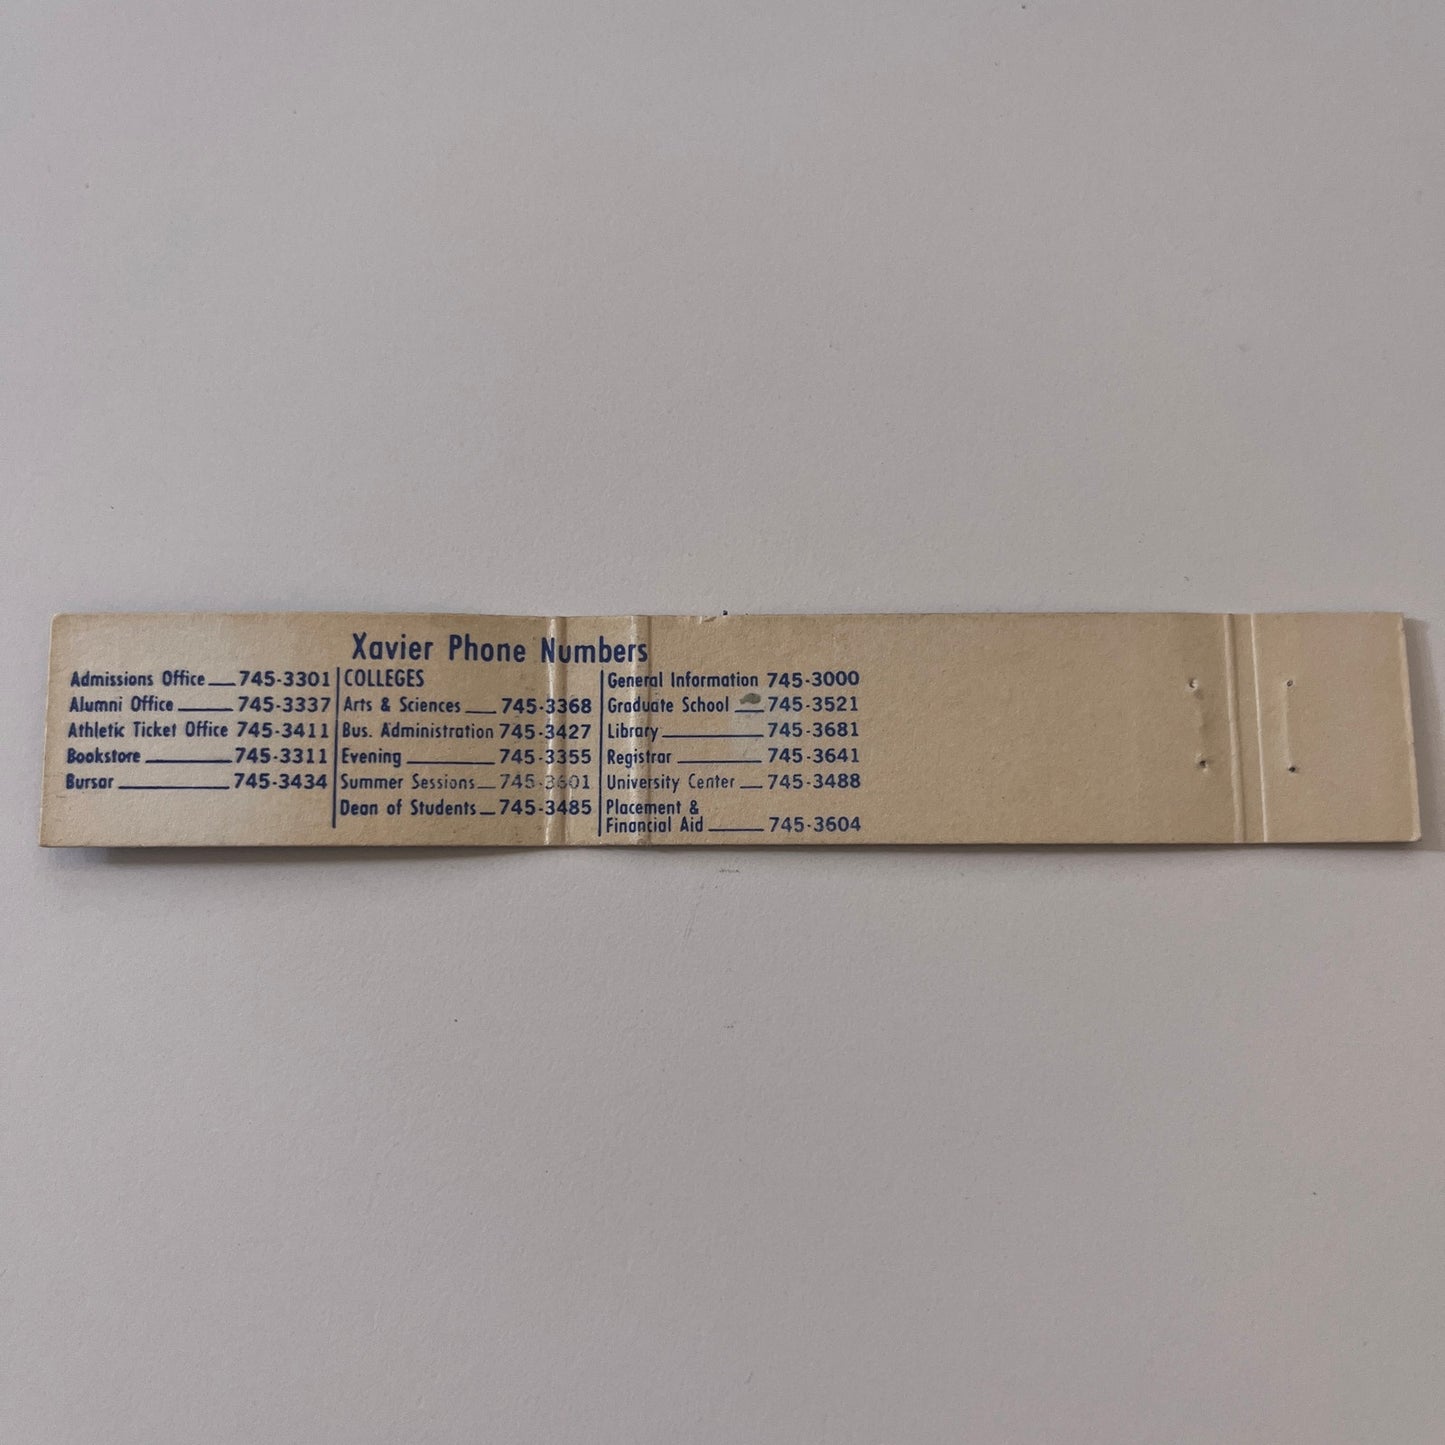 Xavier Phone Numbers
Admissions Office 745-3301
Alumni Office 745-3337
Athletic Ticket Office 745-3411
Bookstore 745-3311
Bursar 745-3434
COLLEGES
Arts & Sciences 745-3368
Bus. Administration 745-3427
Evening 745-3355
Summer Sessions 745-3601
Dean of Students 745-3485
General Information 745-3000
Graduate School 745-3521
Library 745-3681
Registrar 745-3641
University Center 745-3488
Placement &
Financial Aid 745-3604